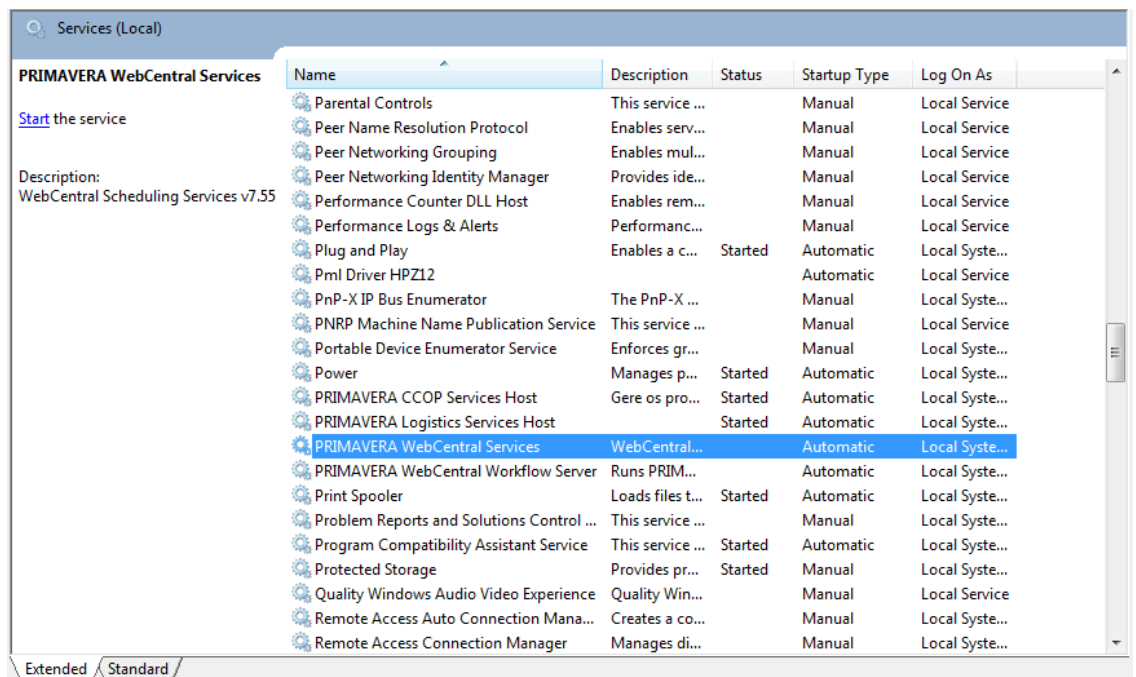 Services (Local)
PRIMAVERA WebCentral Services
Start the service
Description:
WebCentral Scheduling Services v7.55
Name Description Status Startup Type Log On As
Parental Controls This service ... Manual Local Service
Peer Name Resolution Protocol Enables serv... Manual Local Service
Peer Networking Grouping Enables mul... Manual Local Service
Peer Networking Identity Manager Provides ide... Manual Local Service
Performance Counter DLL Host Enables rem... Manual Local Service
Performance Logs & Alerts Performanc... Manual Local Service
Plug and Play Enables a c... Started Automatic Local Syste...
Pml Driver HPZ12 Automatic Local Service
PnP-X IP Bus Enumerator The PnP-X ... Manual Local Syste...
PNRP Machine Name Publication Service This service ... Manual Local Service
Portable Device Enumerator Service Enforces gr... Manual Local Syste...
Power Manages p... Started Automatic Local Syste...
PRIMAVERA CCOP Services Host Gere os pro... Started Automatic Local Syste...
PRIMAVERA Logistics Services Host Started Automatic Local Syste...
PRIMAVERA WebCentral Services WebCentral... Automatic Local Syste...
PRIMAVERA WebCentral Workflow Server Runs PRIM... Automatic Local Syste...
Print Spooler Loads files t... Started Automatic Local Syste...
Problem Reports and Solutions Control ... This service ... Manual Local Syste...
Program Compatibility Assistant Service This service ... Started Automatic Local Syste...
Protected Storage Provides pr... Started Manual Local Syste...
Quality Windows Audio Video Experience Quality Win... Manual Local Service
Remote Access Auto Connection Mana... Creates a co... Manual Local Syste...
Remote Access Connection Manager Manages di... Manual Local Syste...
Extended Standard